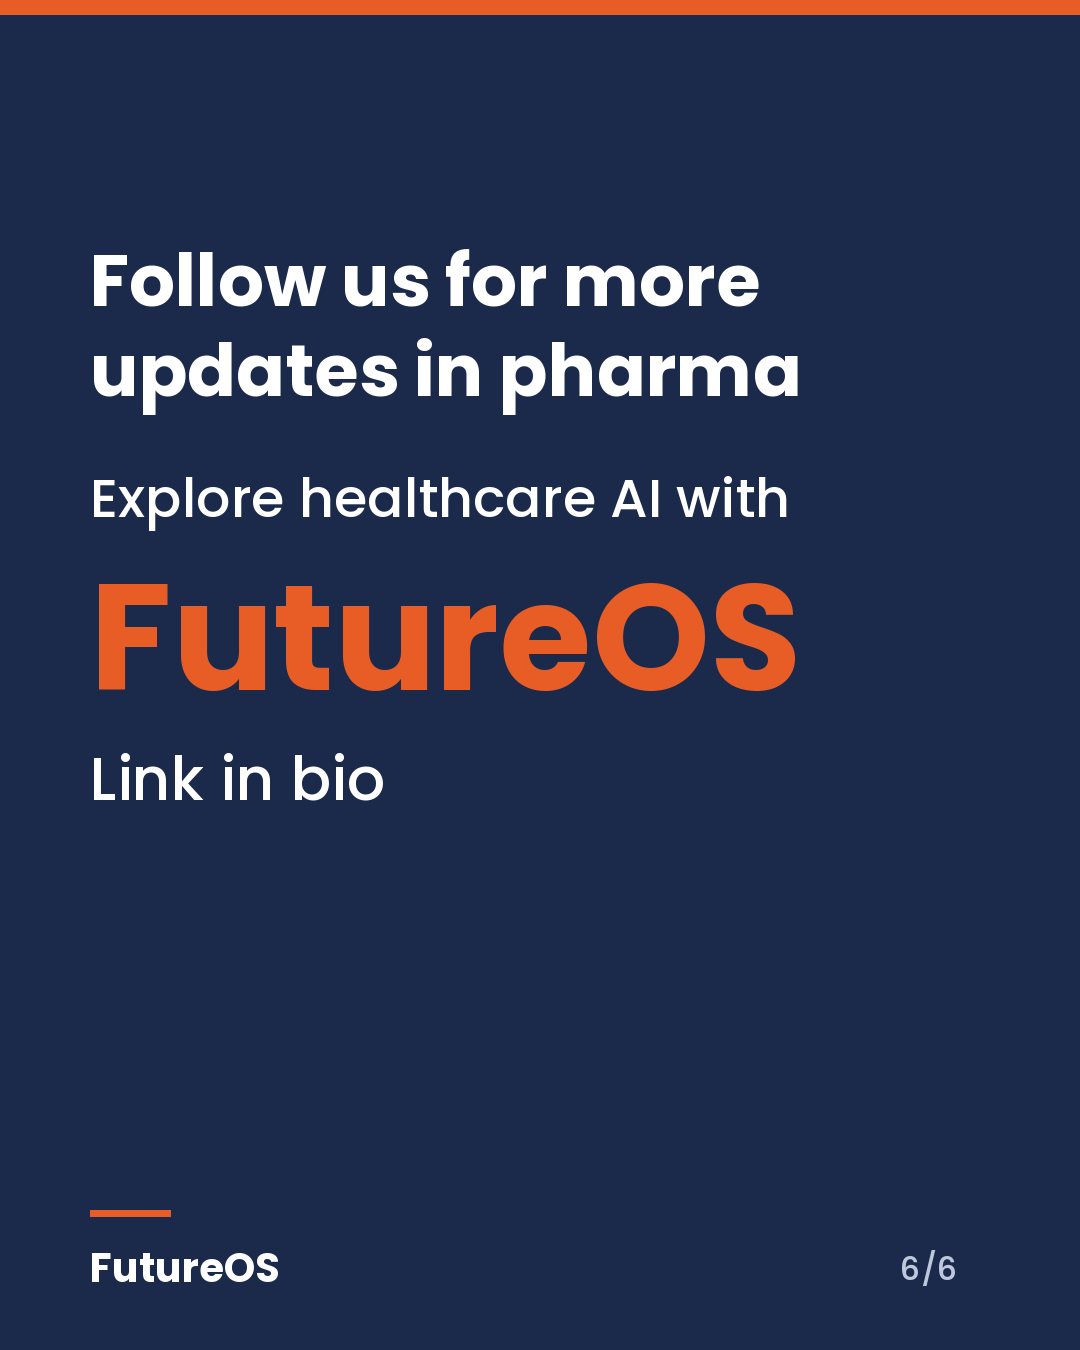 Follow us for more
updates in pharma
Explore healthcare AI with
FutureOS
Link in bio
FutureOS
6/6